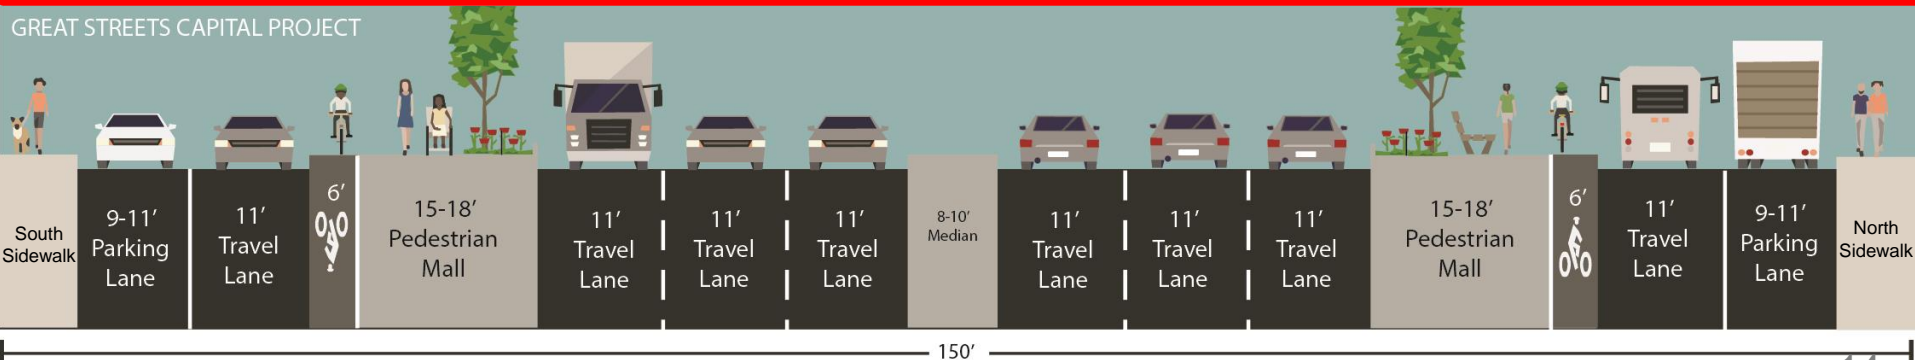 GREAT STREETS CAPITAL PROJECT
South
Sidewalk
9-11'
Parking
Lane
11'
Travel
Lane
6'
15-18'
Pedestrian
Mall
11'
Travel
Lane
11'
Travel
Lane
11'
Travel
Lane
8-10'
Median
11'
Travel
Lane
11'
Travel
Lane
11'
Travel
Lane
15-18'
Pedestrian
Mall
6'
11'
Travel
Lane
9-11'
Parking
Lane
North
Sidewalk
150'